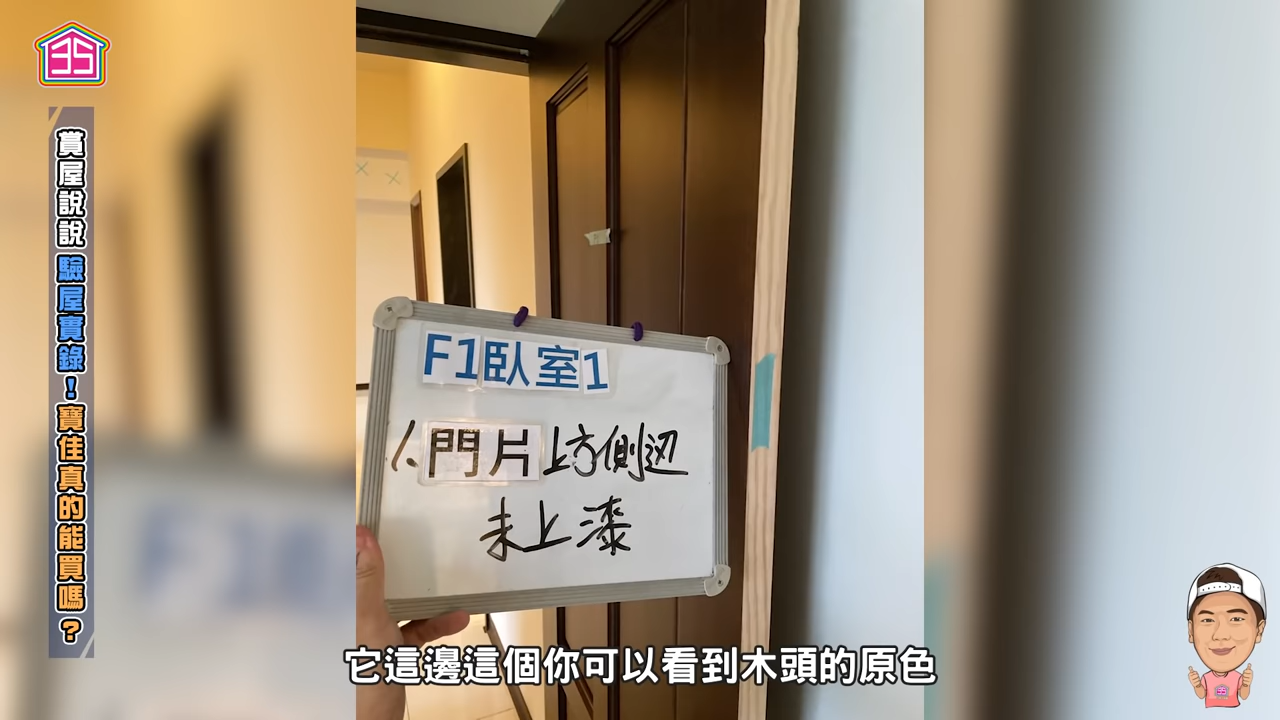 35
賞屋說說 驗屋實錄!寶佳真的能買嗎?
F1臥室1
1.門片上方側边
未上漆
它這邊這個你可以看到木頭的原色